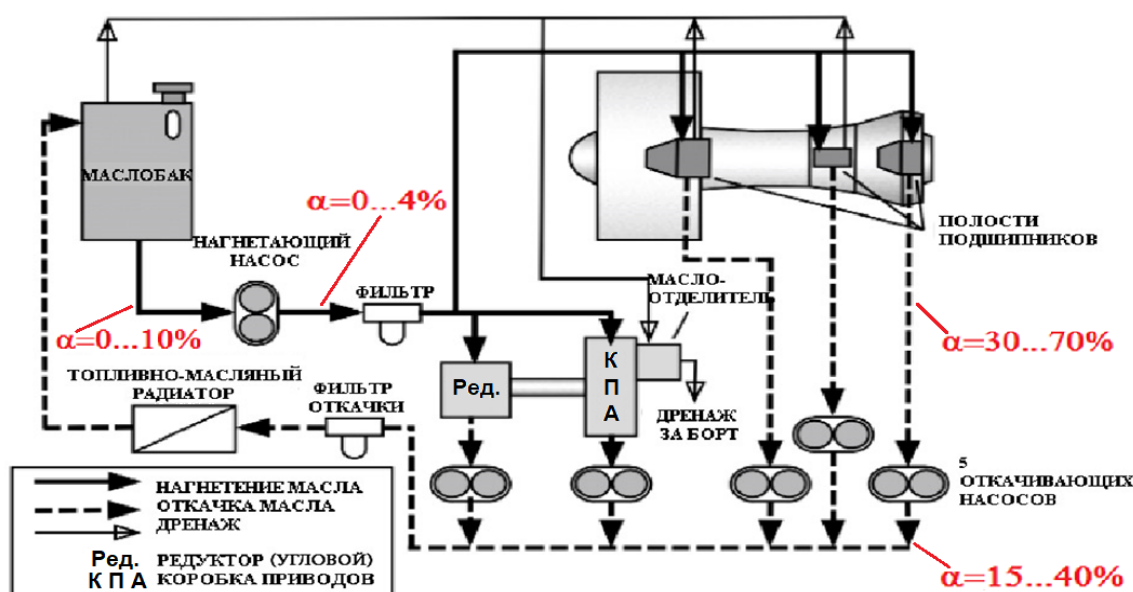 МАСЛОБАК
α=0...4%
НАГНЕТАЮЩИЙ
НАСОС
ФИЛЬТР
МАСЛО-
ОТДЕЛИТЕЛЬ
ПОЛОСТИ
ПОДШИПНИКОВ
α=0...10%
α=30...70%
ТОПЛИВНО-МАСЛЯНЫЙ
РАДИАТОР
ФИЛЬТР
ОТКАЧКИ
Ред.
К
П
А
ДРЕНАЖ
ЗА БОРТ
5
ОТКАЧИВАЮЩИХ
НАСОСОВ
НАГНЕТЕНИЕ МАСЛА
ОТКАЧКА МАСЛА
ДРЕНАЖ
Ред. РЕДУКТОР (УГЛОВОЙ)
К П А КОРОБКА ПРИВОДОВ
α=15...40%